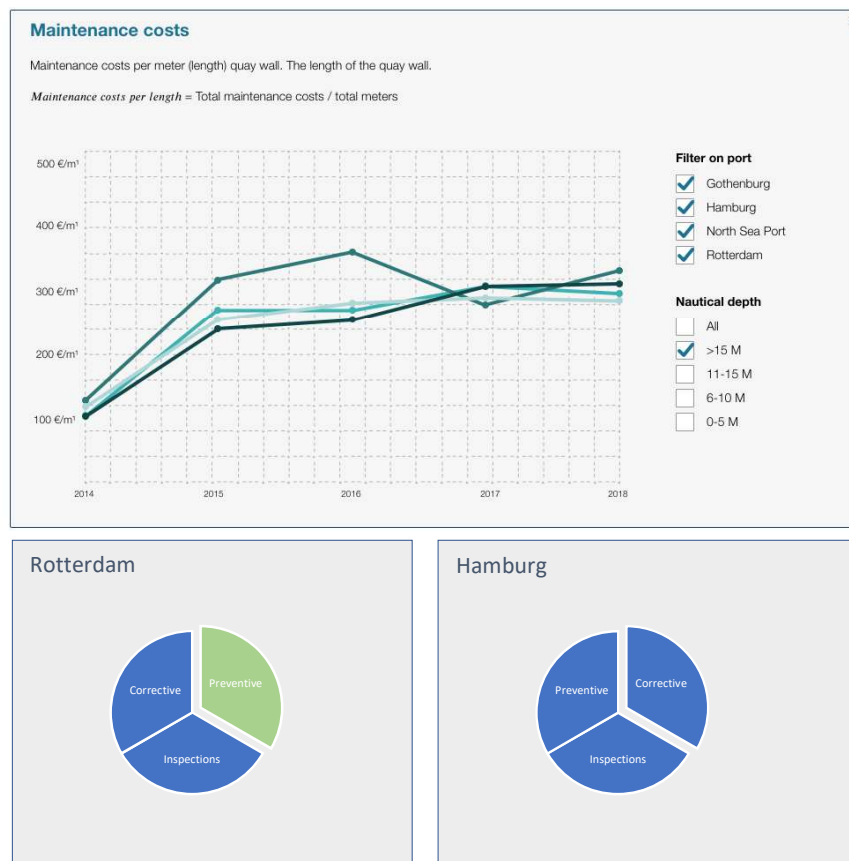 Maintenance costs
Maintenance costs per meter (length) quay wall. The length of the quay wall.
Maintenance costs per length = Total maintenance costs / total meters
500 €/m¹
400 €/m¹
300 €/m¹
200 €/m¹
100 €/m¹
2014
2015
2016
2017
2018
Filter on port
Gothenburg
Hamburg
North Sea Port
Rotterdam
Nautical depth
All
>15 M
11-15 M
6-10 M
0-5 M
Rotterdam
Corrective
Preventive
Inspections
Hamburg
Preventive
Corrective
Inspections